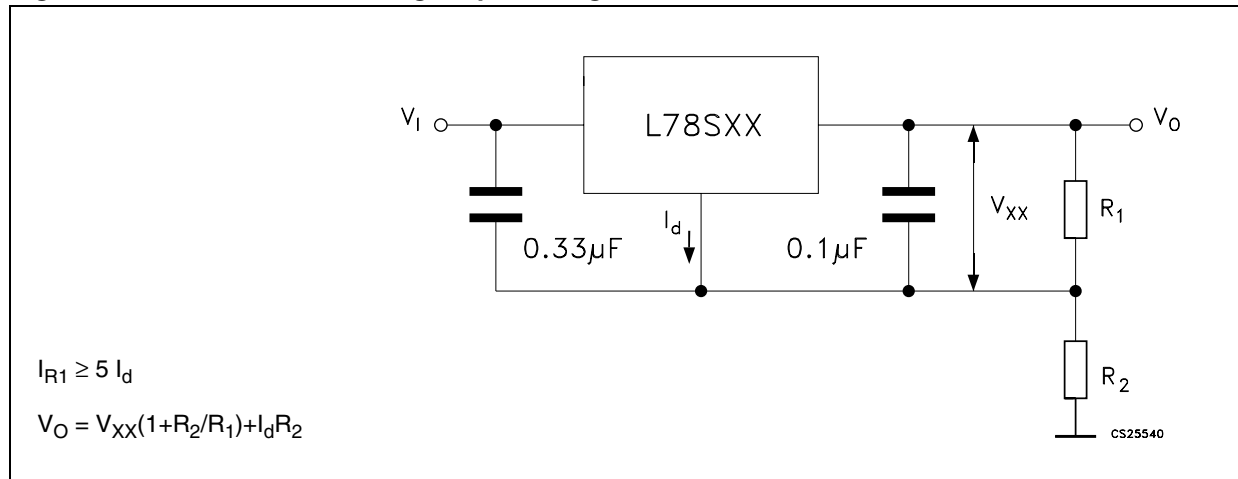 V_I
L78SXX
V_O
I_d
V_XX
R_1
0.33µF
0.1µF
R_2
I_R1 ≥ 5 I_d
V_O = V_XX(1+R_2/R_1)+I_dR_2
CS25540